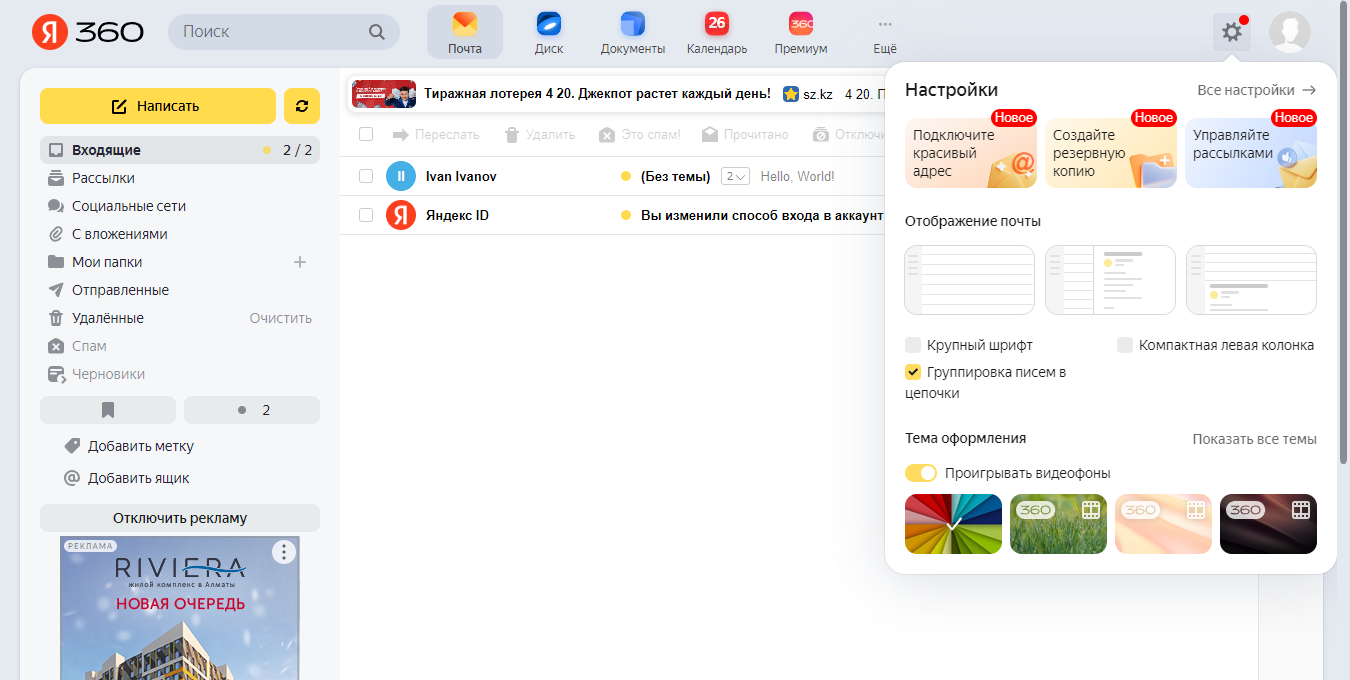 Я 360
Поиск
Почта
Диск
Документы
26
Календарь
360
Премиум
Ещё
Написать
Входящие 2 / 2
Рассылки
Социальные сети
С вложениями
Мои папки
Отправленные
Удалённые Очистить
Спам
Черновики
2
Добавить метку
Добавить ящик
Отключить рекламу
РЕКЛАМА
RIVIERA
жилой комплекс в Алматы
НОВАЯ ОЧЕРЕДЬ
Тиражная лотерея 4 20. Джекпот растет каждый день! sz.kz 4 20. П
Переслать Удалить Это спам! Прочитано Отключи
II Ivan Ivanov (Без темы) 2 Hello, World!
Я Яндекс ID Вы изменили способ входа в аккаунт
Настройки Все настройки
Новое
Подключите
красивый
адрес
Новое
Создайте
резервную
копию
Новое
Управляйте
рассылками
Отображение почты
Крупный шрифт
Компактная левая колонка
Группировка писем в
цепочки
Тема оформления Показать все темы
Проигрывать видеофоны
360
360
360